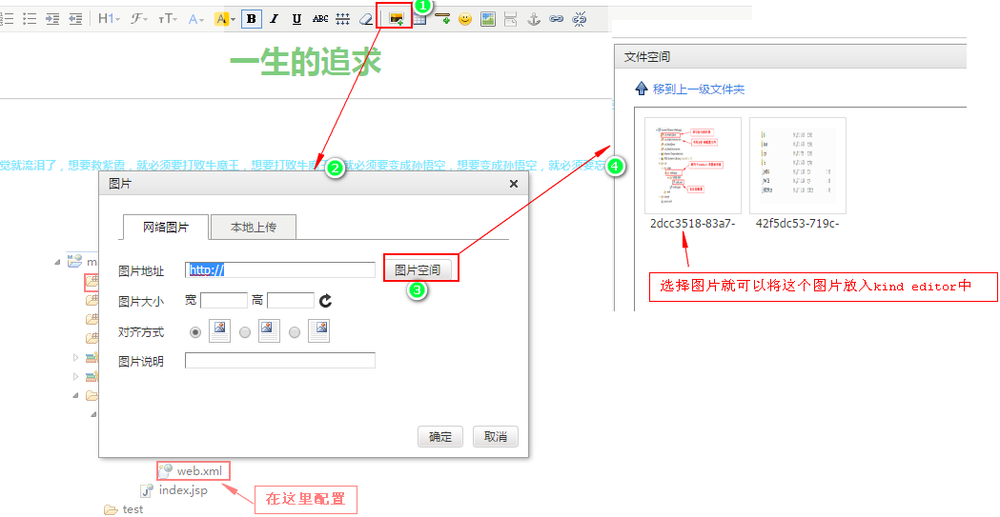 H1 F TT A A B I U ABC
1
一生的追求
文件空间
移到上一级文件夹
觉就流泪了，想要救紫霞，就必须要打败牛魔王，想要打败牛魔王，就必须要变成孙悟空，想要变成孙悟空，就必须要忘
2
4
图片
网络图片
本地上传
2dcc3518-83a7-
42f5dc53-719c-
图片地址
http://
图片空间
3
选择图片就可以将这个图片放入kind editor中
图片大小
宽
高
对齐方式
图片说明
确定
取消
web.xml
index.jsp
在这里配置
test